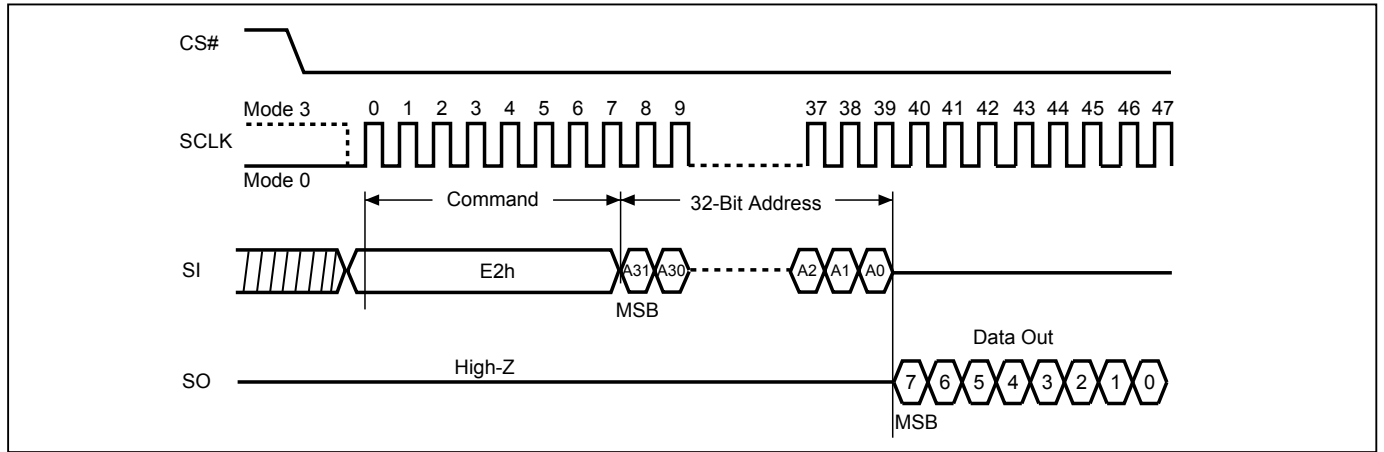 CS#
Mode 3
0 1 2 3 4 5 6 7 8 9 37 38 39 40 41 42 43 44 45 46 47
SCLK
Mode 0
Command
32-Bit Address
SI
E2h
A31 A30 A2 A1 A0
MSB
Data Out
High-Z
SO
7 6 5 4 3 2 1 0
MSB